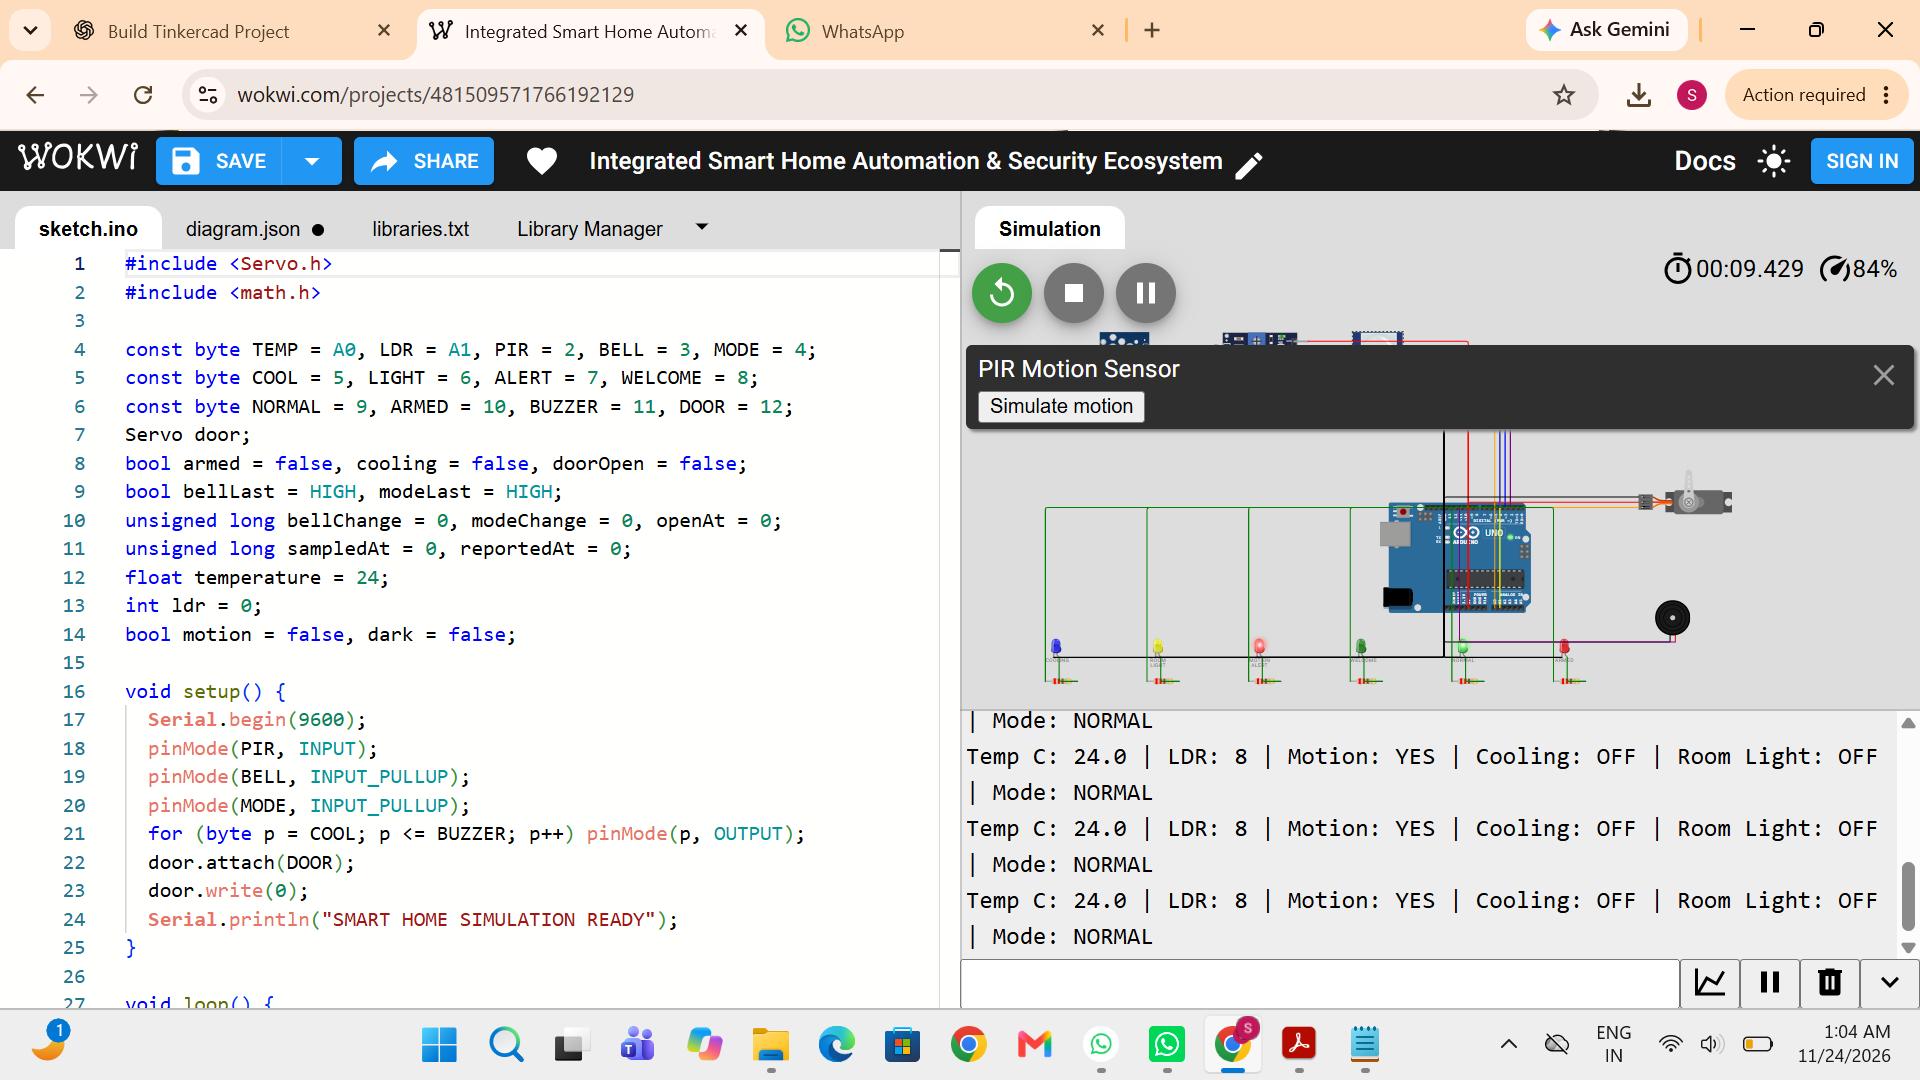 Build Tinkercad Project
Integrated Smart Home Automa
WhatsApp
Ask Gemini
wokwi.com/projects/481509571766192129
S
Action required
WOKWI
SAVE
SHARE
Integrated Smart Home Automation & Security Ecosystem
Docs
SIGN IN
sketch.ino
diagram.json
libraries.txt
Library Manager
1 #include <Servo.h>
2 #include <math.h>
3
4 const byte TEMP = A0, LDR = A1, PIR = 2, BELL = 3, MODE = 4;
5 const byte COOL = 5, LIGHT = 6, ALERT = 7, WELCOME = 8;
6 const byte NORMAL = 9, ARMED = 10, BUZZER = 11, DOOR = 12;
7 Servo door;
8 bool armed = false, cooling = false, doorOpen = false;
9 bool bellLast = HIGH, modeLast = HIGH;
10 unsigned long bellChange = 0, modeChange = 0, openAt = 0;
11 unsigned long sampledAt = 0, reportedAt = 0;
12 float temperature = 24;
13 int ldr = 0;
14 bool motion = false, dark = false;
15
16 void setup() {
17 Serial.begin(9600);
18 pinMode(PIR, INPUT);
19 pinMode(BELL, INPUT_PULLUP);
20 pinMode(MODE, INPUT_PULLUP);
21 for (byte p = COOL; p <= BUZZER; p++) pinMode(p, OUTPUT);
22 door.attach(DOOR);
23 door.write(0);
24 Serial.println("SMART HOME SIMULATION READY");
25 }
26
27 void loop() {
Simulation
00:09.429
84%
PIR Motion Sensor
Simulate motion
UNO
ARDUINO
COOLING
ROOM LIGHT
MOTION ALERT
WELCOME
NORMAL
ARMED
| Mode: NORMAL
Temp C: 24.0 | LDR: 8 | Motion: YES | Cooling: OFF | Room Light: OFF
| Mode: NORMAL
Temp C: 24.0 | LDR: 8 | Motion: YES | Cooling: OFF | Room Light: OFF
| Mode: NORMAL
Temp C: 24.0 | LDR: 8 | Motion: YES | Cooling: OFF | Room Light: OFF
| Mode: NORMAL
1
S
ENG
IN
1:04 AM
11/24/2026